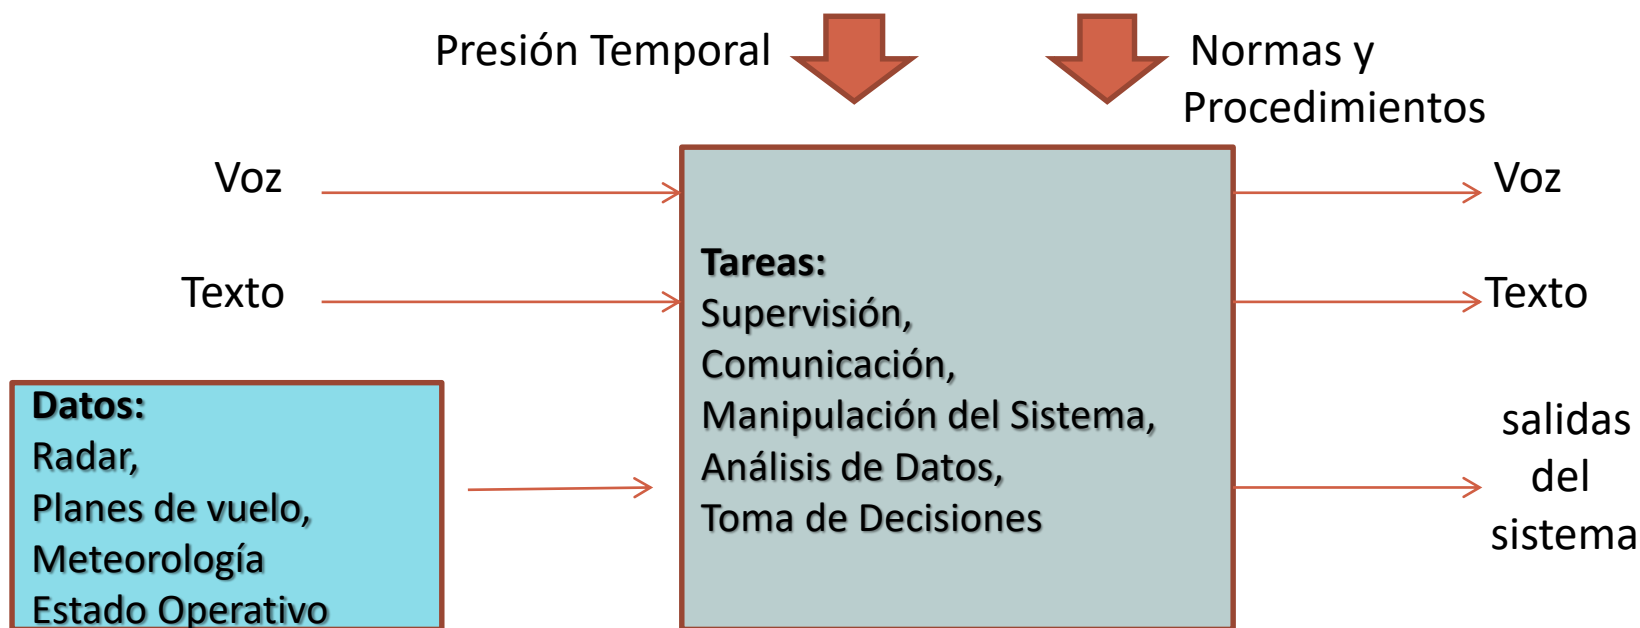 Presión Temporal
Normas y
Procedimientos
Voz
Texto
Datos:
Radar,
Planes de vuelo,
Meteorología
Estado Operativo
Tareas:
Supervisión,
Comunicación,
Manipulación del Sistema,
Análisis de Datos,
Toma de Decisiones
Voz
Texto
salidas
del
sistema